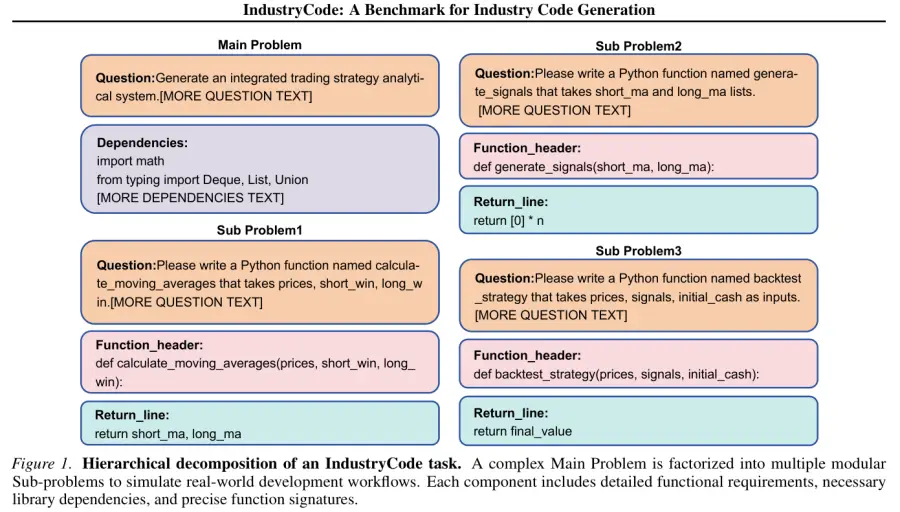 IndustryCode: A Benchmark for Industry Code Generation
Main Problem
Question:Generate an integrated trading strategy analyti-
cal system.[MORE QUESTION TEXT]
Dependencies:
import math
from typing import Deque, List, Union
[MORE DEPENDENCIES TEXT]
Sub Problem1
Question:Please write a Python function named calcula-
te_moving_averages that takes prices, short_win, long_w
in.[MORE QUESTION TEXT]
Function_header:
def calculate_moving_averages(prices, short_win, long_
win):
Return_line:
return short_ma, long_ma
Sub Problem2
Question:Please write a Python function named genera-
te_signals that takes short_ma and long_ma lists.
[MORE QUESTION TEXT]
Function_header:
def generate_signals(short_ma, long_ma):
Return_line:
return [0] * n
Sub Problem3
Question:Please write a Python function named backtest
_strategy that takes prices, signals, initial_cash as inputs.
[MORE QUESTION TEXT]
Function_header:
def backtest_strategy(prices, signals, initial_cash):
Return_line:
return final_value
Figure 1. Hierarchical decomposition of an IndustryCode task. A complex Main Problem is factorized into multiple modular
Sub-problems to simulate real-world development workflows. Each component includes detailed functional requirements, necessary
library dependencies, and precise function signatures.